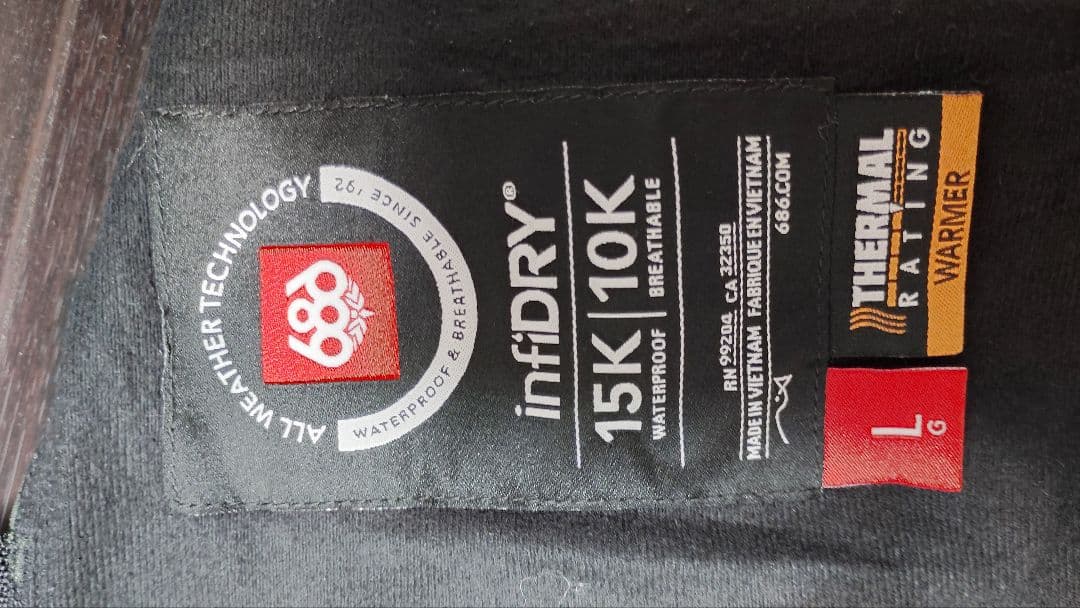 ALL WEATHER TECHNOLOGY
686
WATERPROOF & BREATHABLE SINCE '92
infiDRY®
15K|10K
WATERPROOF | BREATHABLE
RN 99204 CA 32350
MADE IN VIETNAM FABRIQUE EN VIETNAM
686.COM
L
G
THERMAL
RATING
WARMER